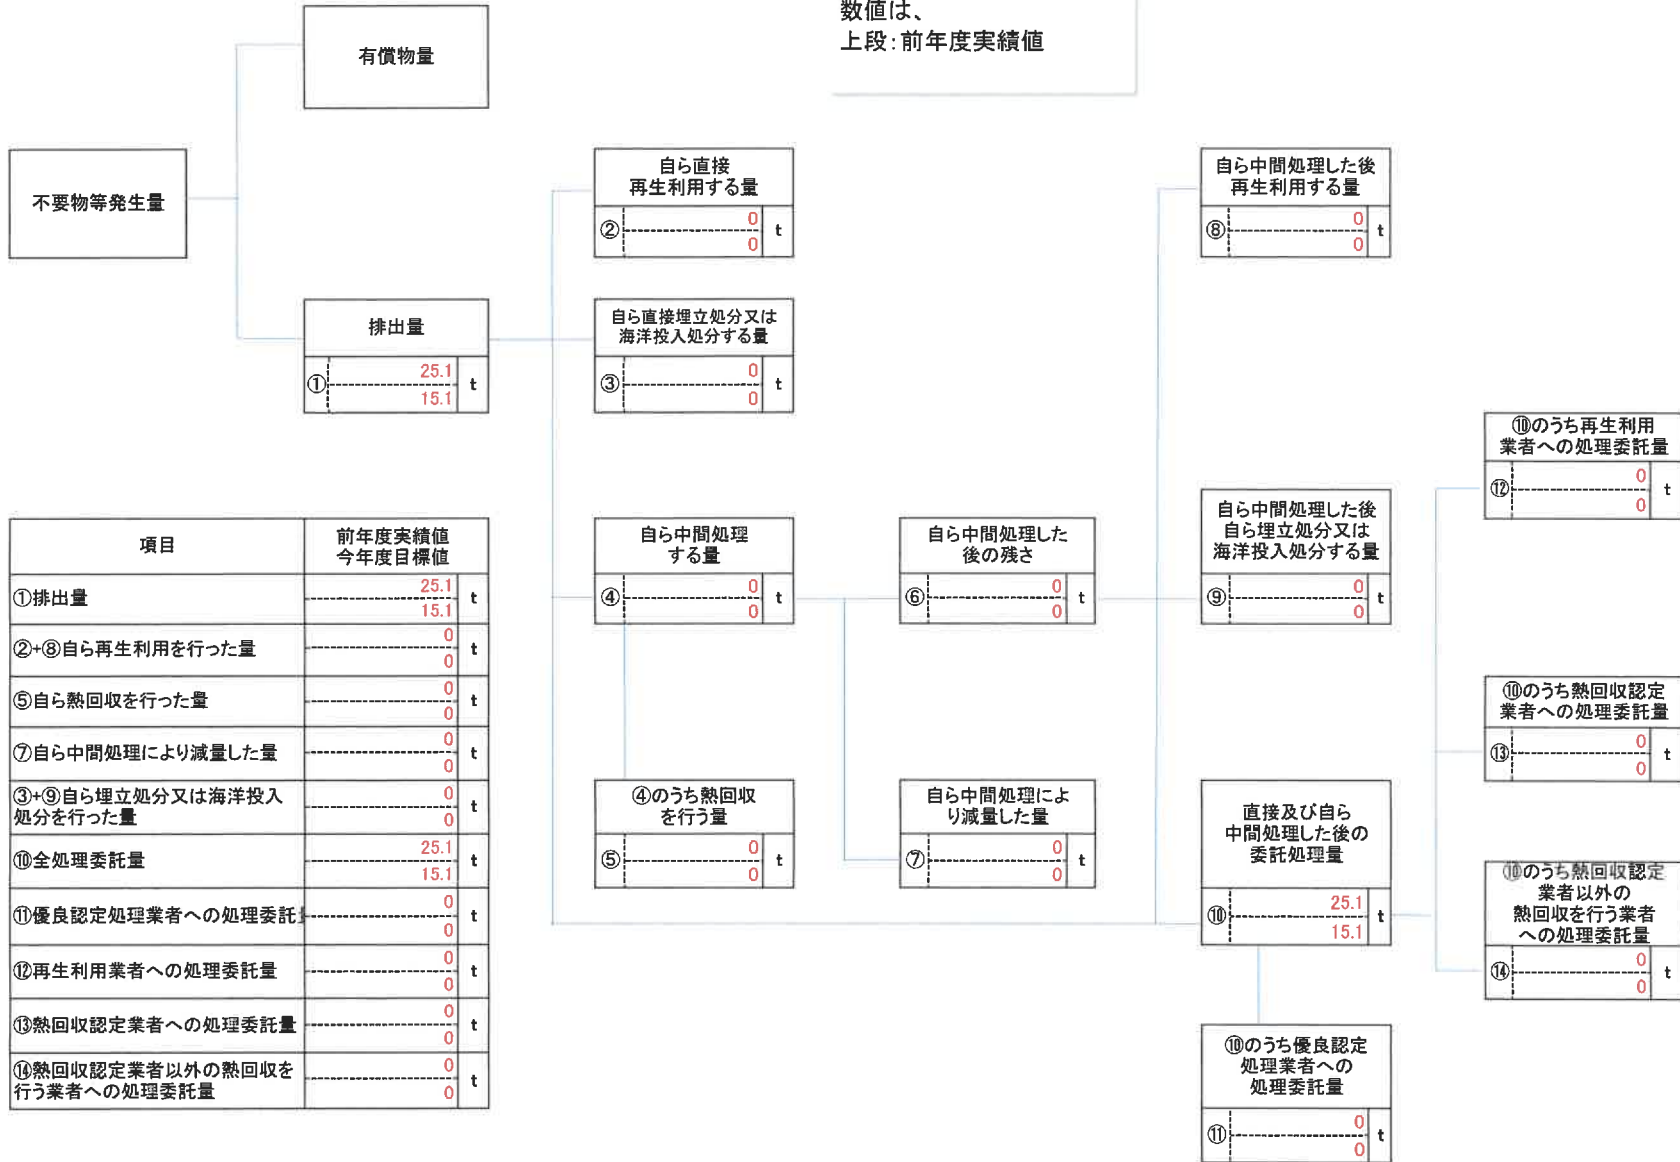 数値は、
上段:前年度実績値
有償物量
不要物等発生量
排出量
①
25.1
15.1
t
自ら直接
再生利用する量
②
0
0
t
自ら直接埋立処分又は
海洋投入処分する量
③
0
0
t
自ら中間処理
する量
④
0
0
t
④のうち熱回収
を行う量
⑤
0
0
t
自ら中間処理した
後の残さ
⑥
0
0
t
自ら中間処理によ
り減量した量
⑦
0
0
t
自ら中間処理した後
再生利用する量
⑧
0
0
t
自ら中間処理した後
自ら埋立処分又は
海洋投入処分する量
⑨
0
0
t
直接及び自ら
中間処理した後の
委託処理量
⑩
25.1
15.1
t
⑩のうち優良認定
処理業者への
処理委託量
⑪
0
0
t
⑩のうち再生利用
業者への処理委託量
⑫
0
0
t
⑩のうち熱回収認定
業者への処理委託量
⑬
0
0
t
⑩のうち熱回収認定
業者以外の
熱回収を行う業者
への処理委託量
⑭
0
0
t
項目
前年度実績値
今年度目標値
①排出量
25.1
15.1
t
②+⑧自ら再生利用を行った量
0
0
t
⑤自ら熱回収を行った量
0
0
t
⑦自ら中間処理により減量した量
0
0
t
③+⑨自ら埋立処分又は海洋投入
処分を行った量
0
0
t
⑩全処理委託量
25.1
15.1
t
⑪優良認定処理業者への処理委託
0
0
t
⑫再生利用業者への処理委託量
0
0
t
⑬熱回収認定業者への処理委託量
0
0
t
⑭熱回収認定業者以外の熱回収を
行う業者への処理委託量
0
0
t